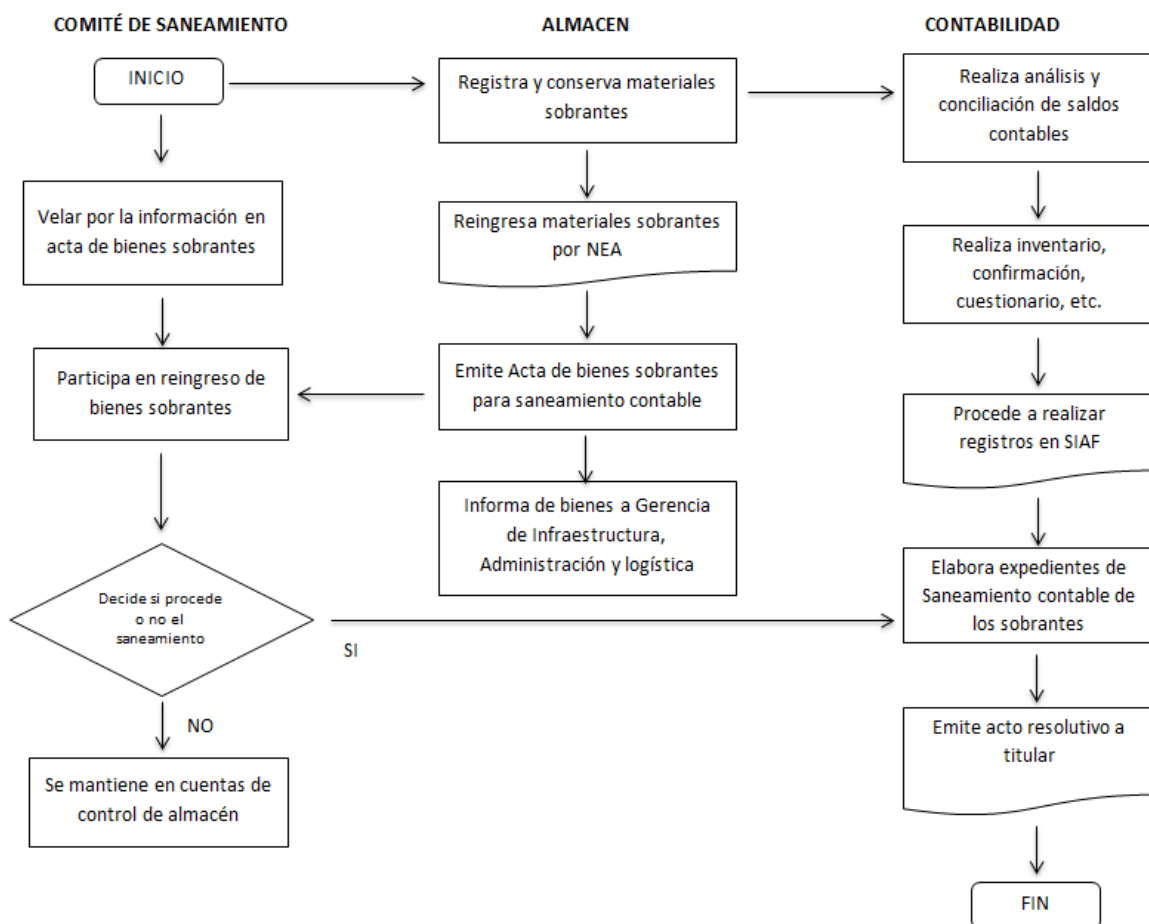 COMITÉ DE SANEAMIENTO
ALMACEN
CONTABILIDAD
INICIO
Registra y conserva materiales
sobrantes
Realiza análisis y
conciliación de saldos
contables
Velar por la información en
acta de bienes sobrantes
Reingresa materiales sobrantes
por NEA
Realiza inventario,
confirmación,
cuestionario, etc.
Participa en reingreso de
bienes sobrantes
Emite Acta de bienes sobrantes
para saneamiento contable
Procede a realizar
registros en SIAF
Informa de bienes a Gerencia
de Infraestructura,
Administración y logística
Decide si procede
o no el
saneamiento
SI
Elabora expedientes de
Saneamiento contable de
los sobrantes
NO
Se mantiene en cuentas de
control de almacén
Emite acto resolutivo a
titular
FIN